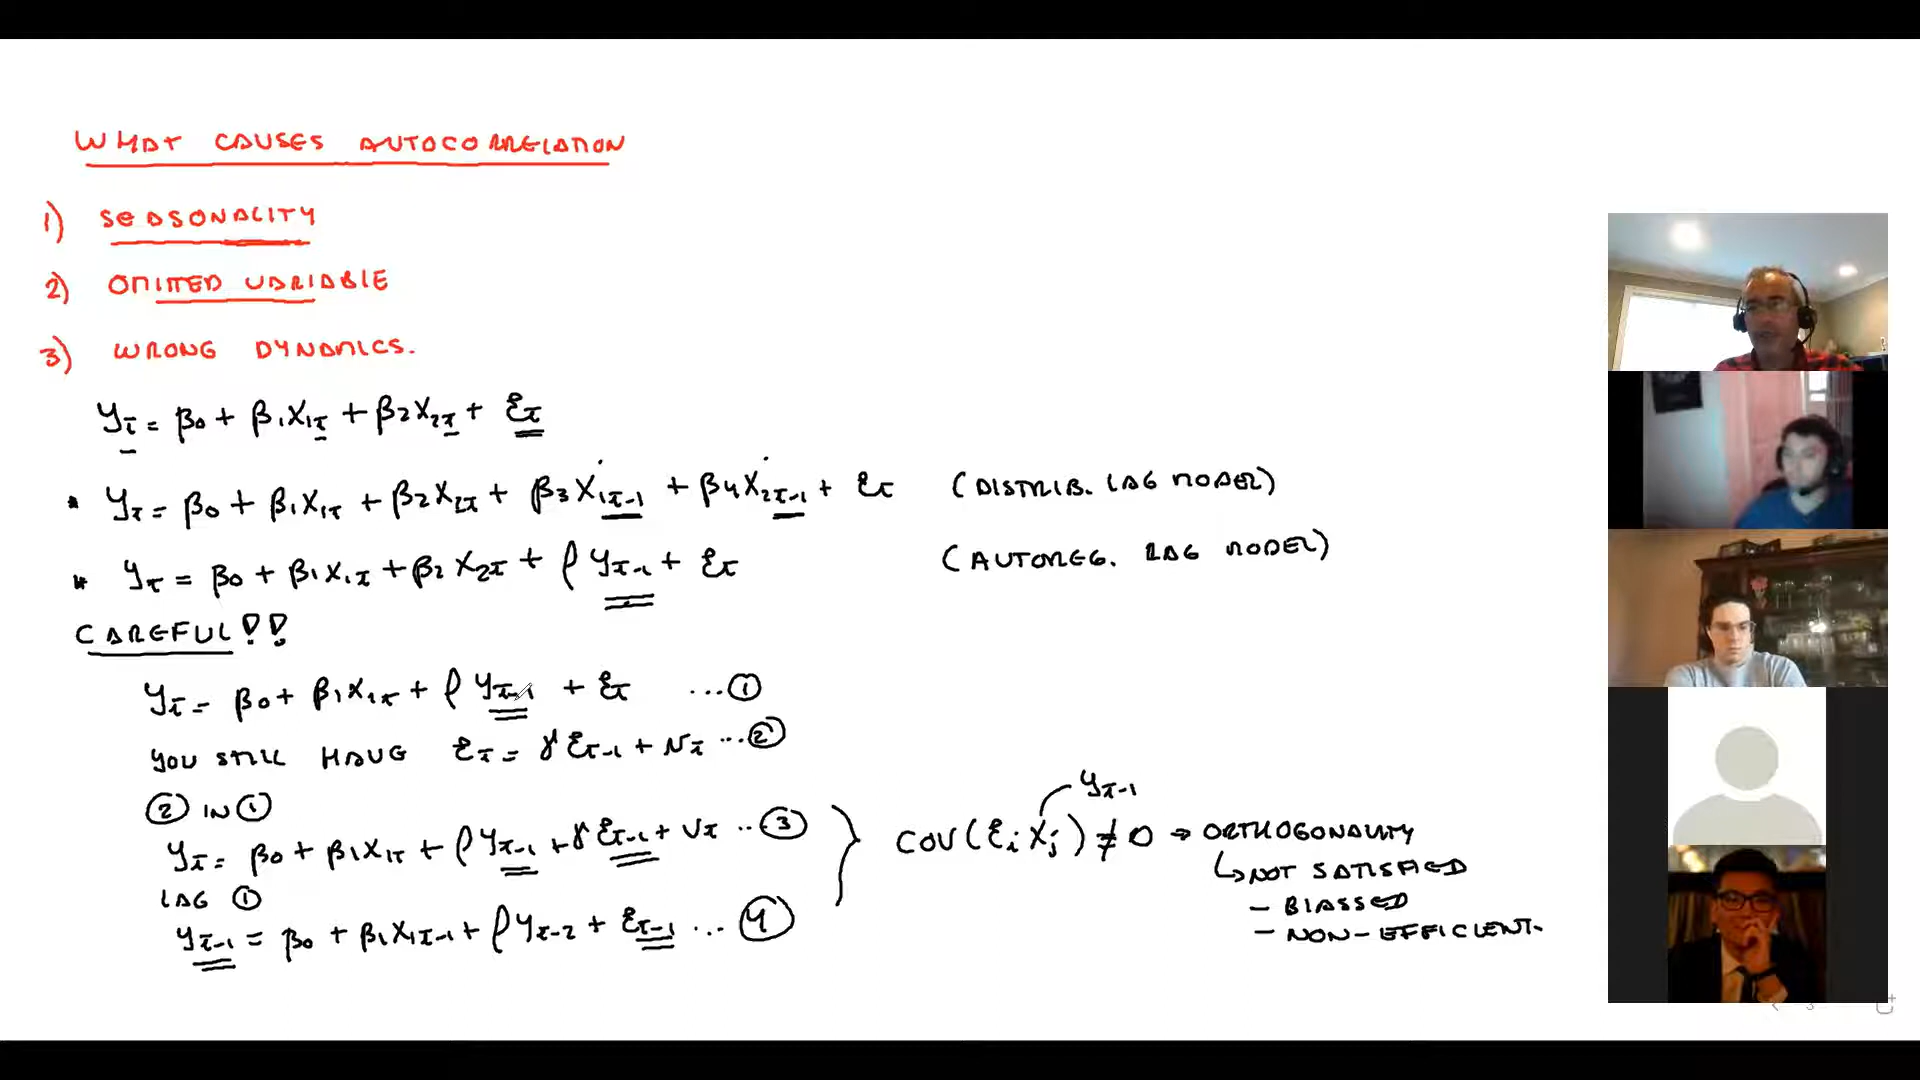 WHAT CAUSES AUTOCORRELATION
1) SEASONALITY
2) OMITTED VARIABLE
3) WRONG DYNAMICS.
Yt = β0 + β1X1t + β2X2t + εt
* Yt = β0 + β1X1t + β2X2t + β3X1t-1 + β4X2t-1 + εt (DISTRIB. LAG MODEL)
* Yt = β0 + β1X1t + β2X2t + ρYt-1 + εt (AUTOREG. LAG MODEL)
CAREFUL!!
Yt = β0 + β1X1t + ρYt-1 + εt ...①
YOU STILL HAVE εt = γεt-1 + Vt ...②
② IN ①
Yt = β0 + β1X1t + ρYt-1 + γεt-1 + Vt ..③
LAG ①
Yt-1 = β0 + β1X1t-1 + ρYt-2 + εt-1 ...④
Yt-1
COV(εi Xj) ≠ 0 → ORTHOGONALITY
↳ NOT SATISFIED
- BIASSED
- NON-EFFICIENT.
< 3